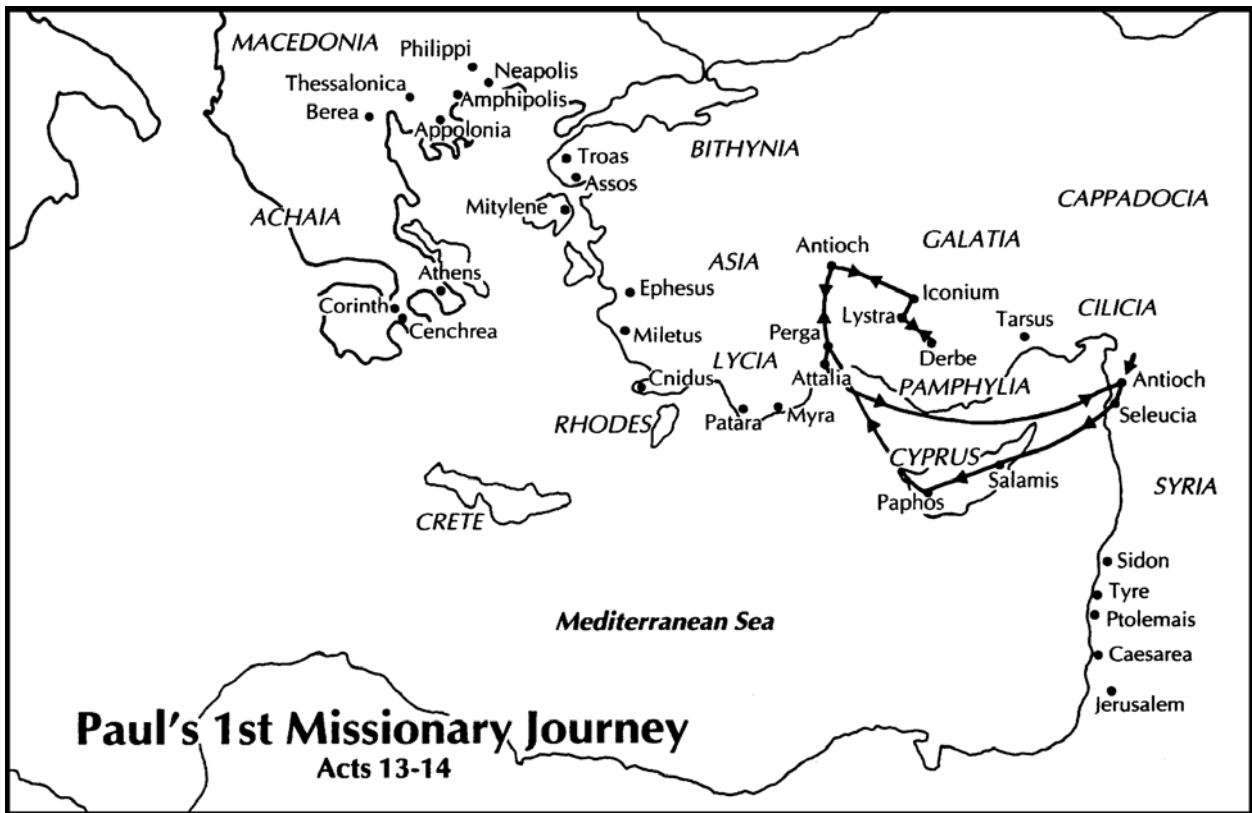 MACEDONIA
Philippi
Neapolis
Thessalonica
Amphipolis
Berea
Appolonia
BITHYNIA
Troas
Assos
CAPPADOCIA
Mitylene
ACHAIA
GALATIA
Antioch
ASIA
Athens
Ephesus
Iconium
Corinth
Lystra
CILICIA
Tarsus
Cenchrea
Miletus
Perga
Derbe
LYCIA
Attalia
Cnidus
PAMPHYLIA
Antioch
Seleucia
RHODES
Patara
Myra
CYPRUS
Salamis
SYRIA
Paphos
CRETE
Sidon
Tyre
Mediterranean Sea
Ptolemais
Caesarea
Jerusalem
Paul's 1st Missionary Journey
Acts 13-14